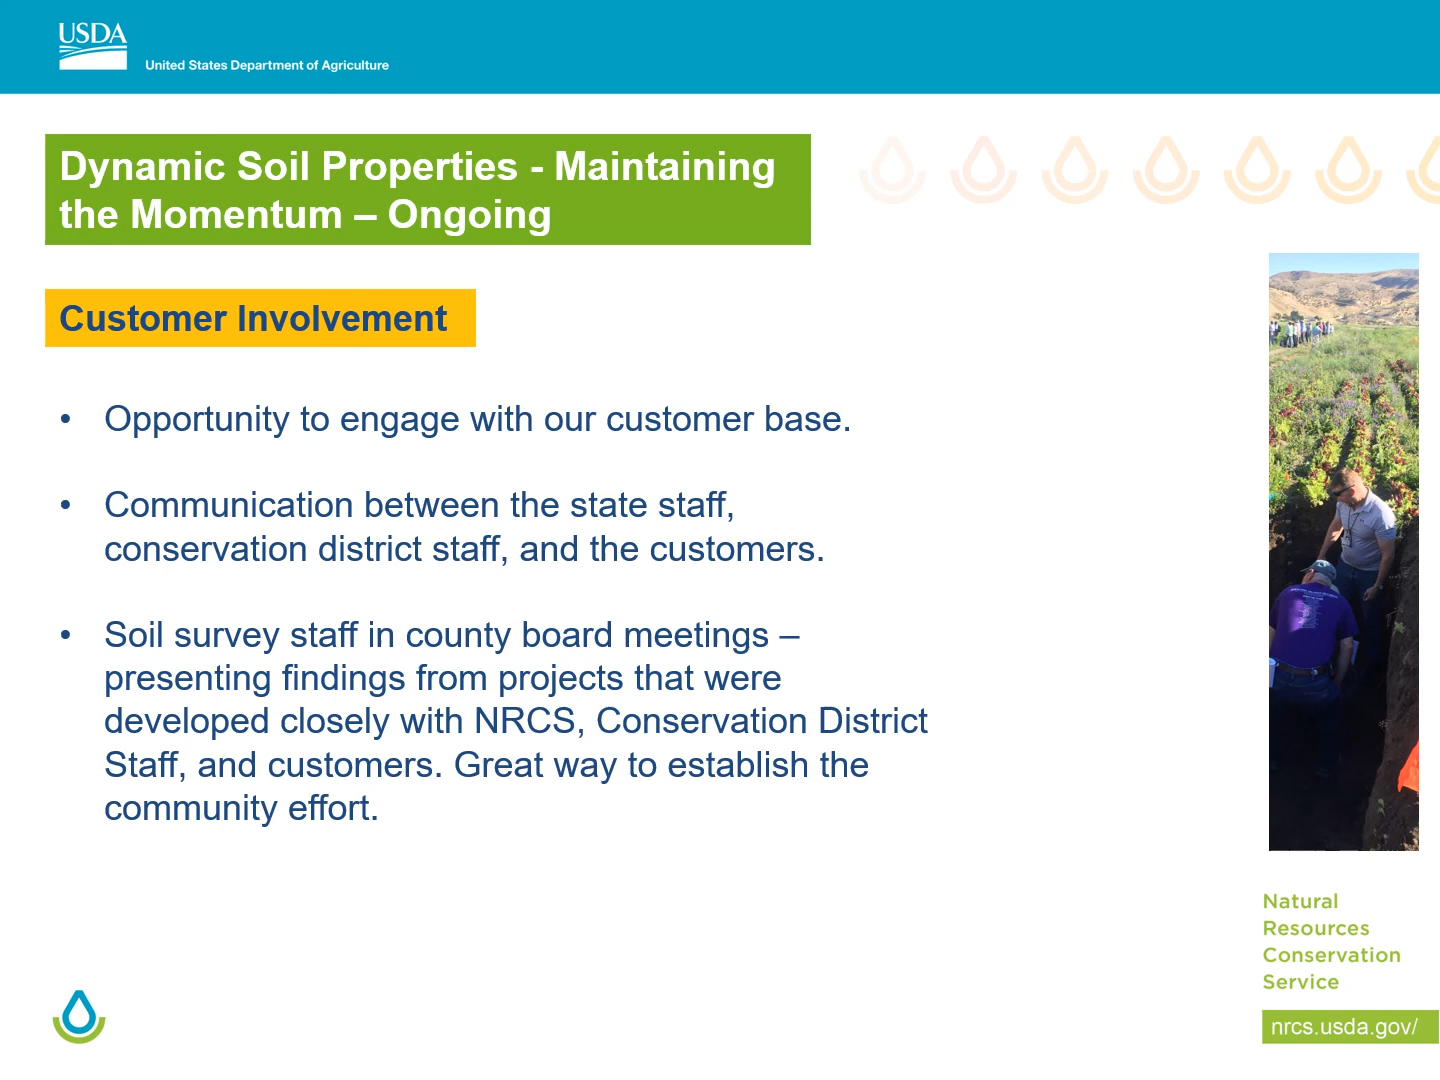 USDA
United States Department of Agriculture
Dynamic Soil Properties - Maintaining
the Momentum – Ongoing
Customer Involvement
• Opportunity to engage with our customer base.
• Communication between the state staff,
conservation district staff, and the customers.
• Soil survey staff in county board meetings –
presenting findings from projects that were
developed closely with NRCS, Conservation District
Staff, and customers. Great way to establish the
community effort.
Natural
Resources
Conservation
Service
nrcs.usda.gov/